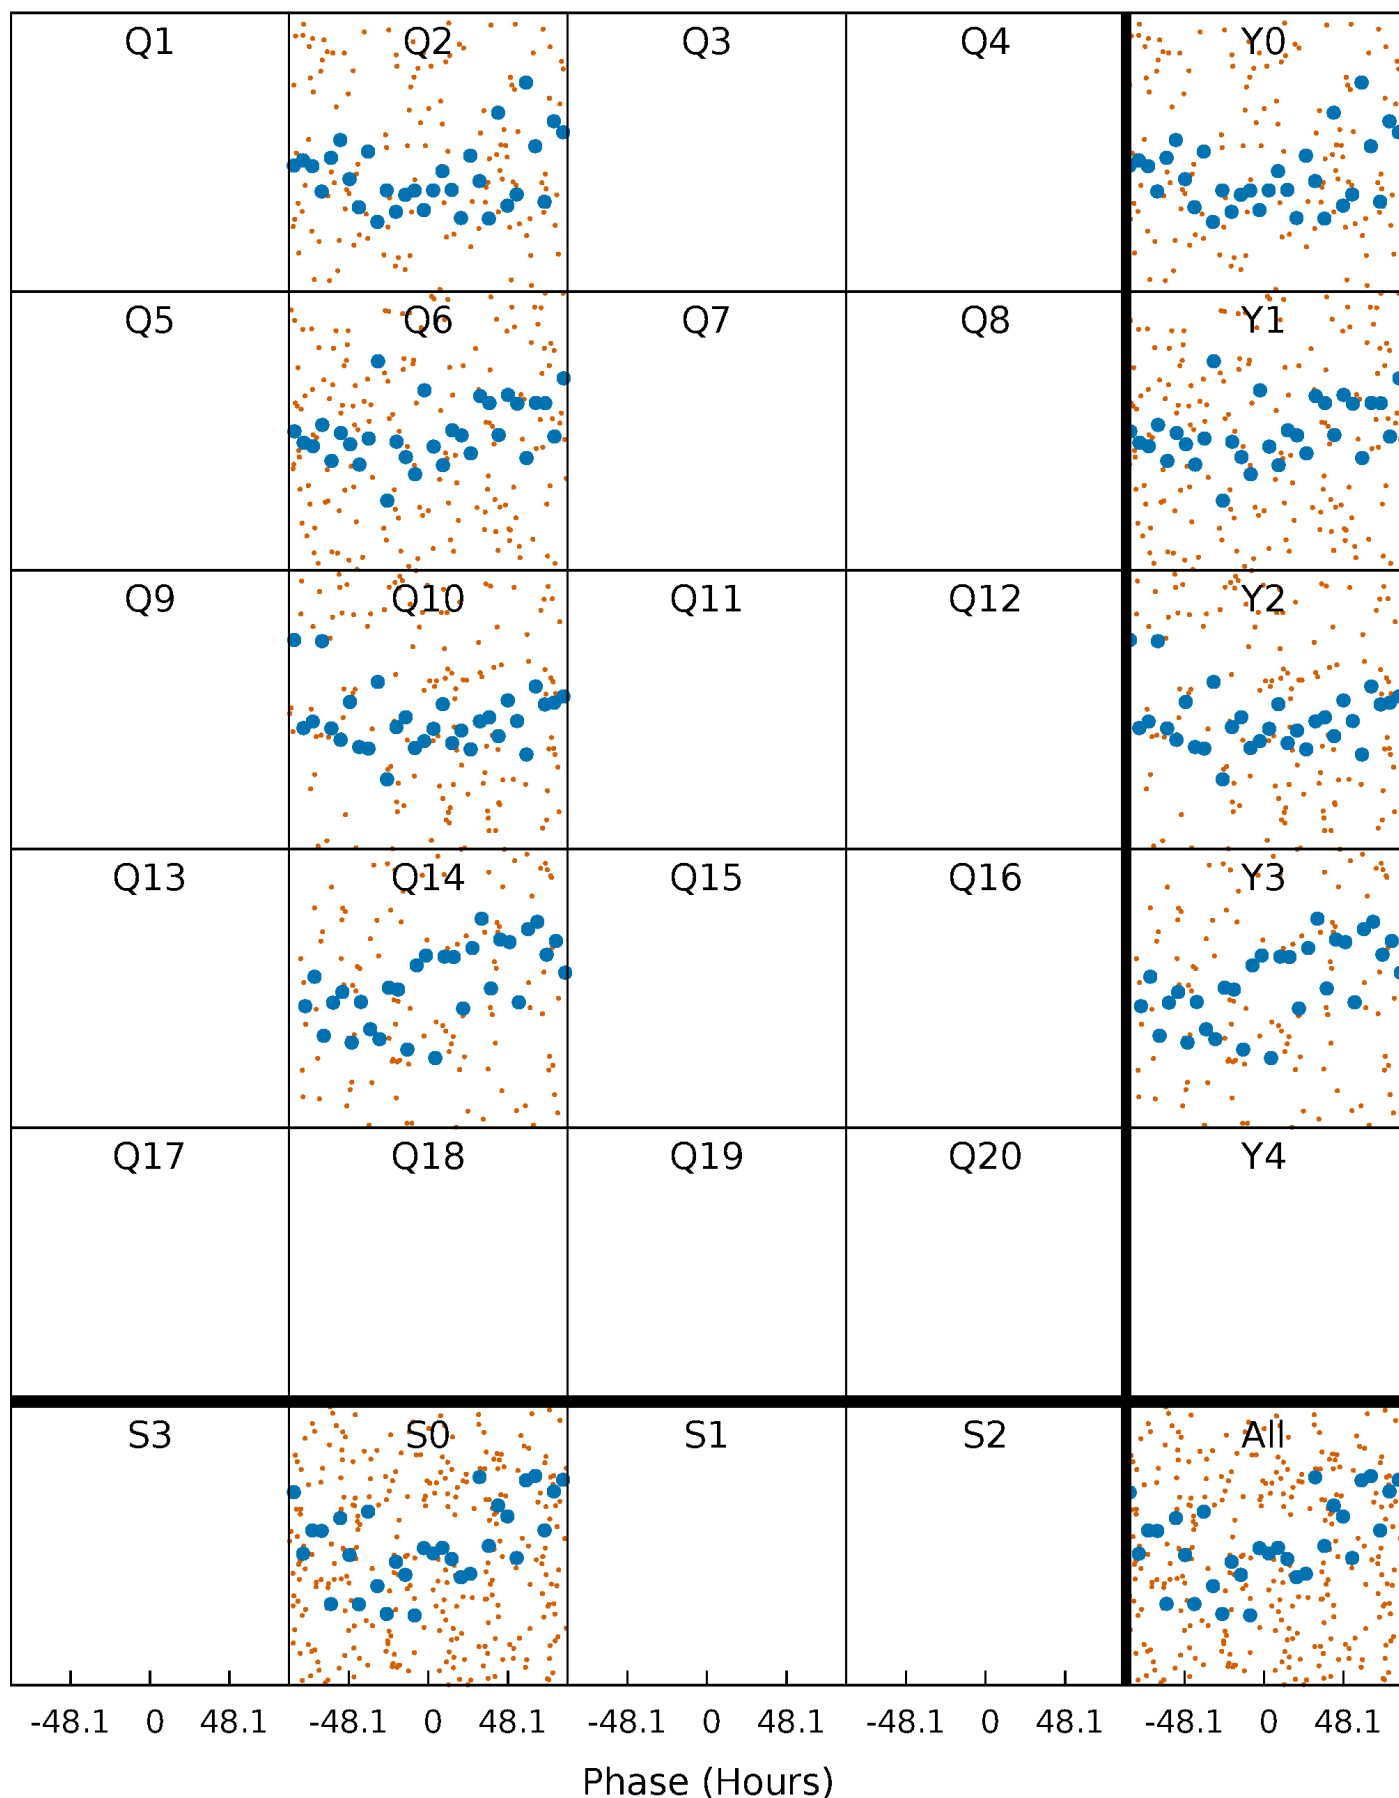 Q1 Q2 Q3 Q4 Y0
Q5 Q6 Q7 Q8 Y1
Q9 Q10 Q11 Q12 Y2
Q13 Q14 Q15 Q16 Y3
Q17 Q18 Q19 Q20 Y4
S3 S0 S1 S2 All
-48.1 0 48.1 -48.1 0 48.1 -48.1 0 48.1 -48.1 0 48.1 -48.1 0 48.1
Phase (Hours)